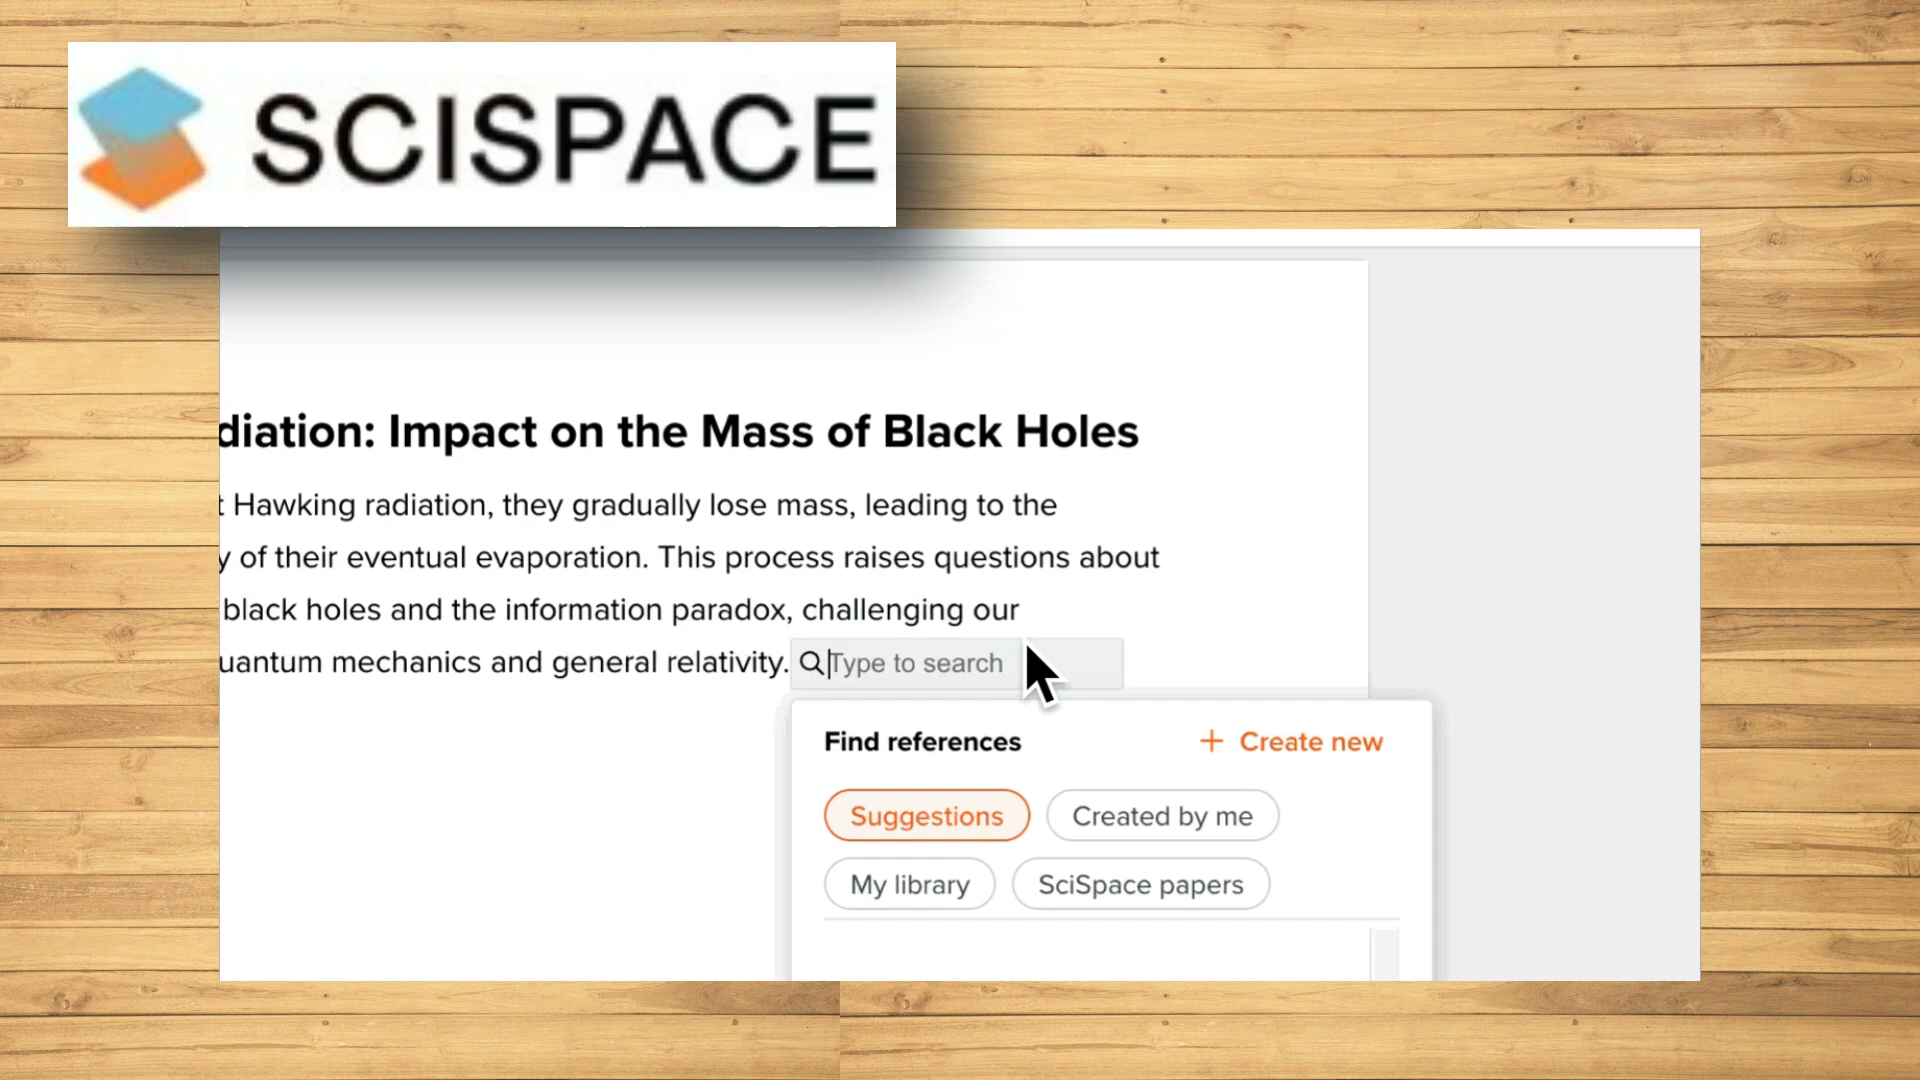 SCISPACE
diation: Impact on the Mass of Black Holes
t Hawking radiation, they gradually lose mass, leading to the
y of their eventual evaporation. This process raises questions about
black holes and the information paradox, challenging our
uantum mechanics and general relativity.
Type to search
Find references
+ Create new
Suggestions
Created by me
My library
SciSpace papers